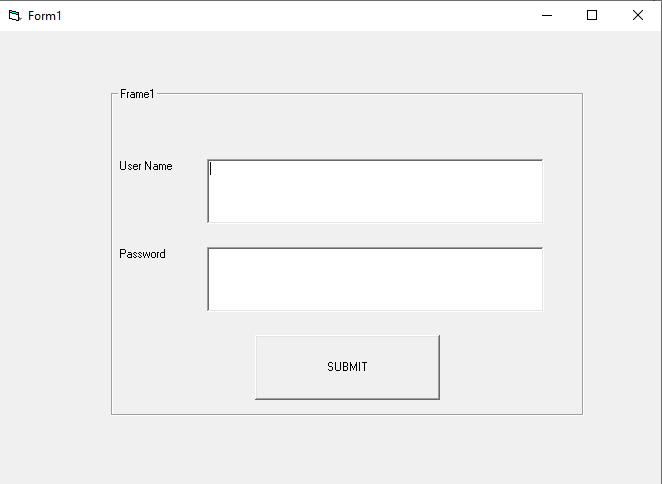 Form1
Frame1
User Name
Password
SUBMIT